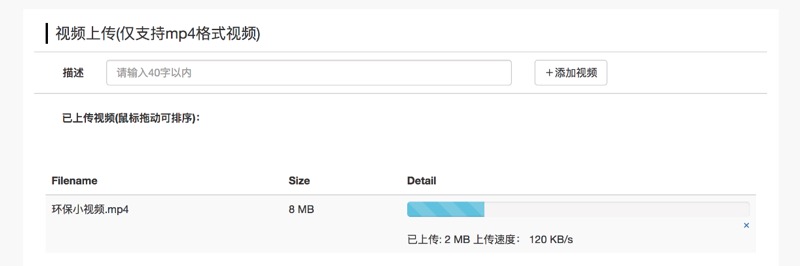 视频上传(仅支持mp4格式视频)
描述 请输入40字以内 ＋添加视频
已上传视频(鼠标拖动可排序)：
Filename Size Detail
环保小视频.mp4 8 MB
×
已上传: 2 MB 上传速度： 120 KB/s